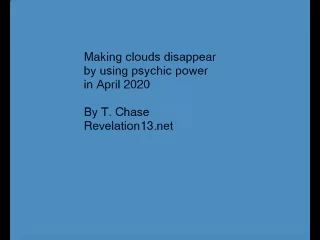 Making clouds disappear
by using psychic power
in April 2020
By T. Chase
Revelation13.net